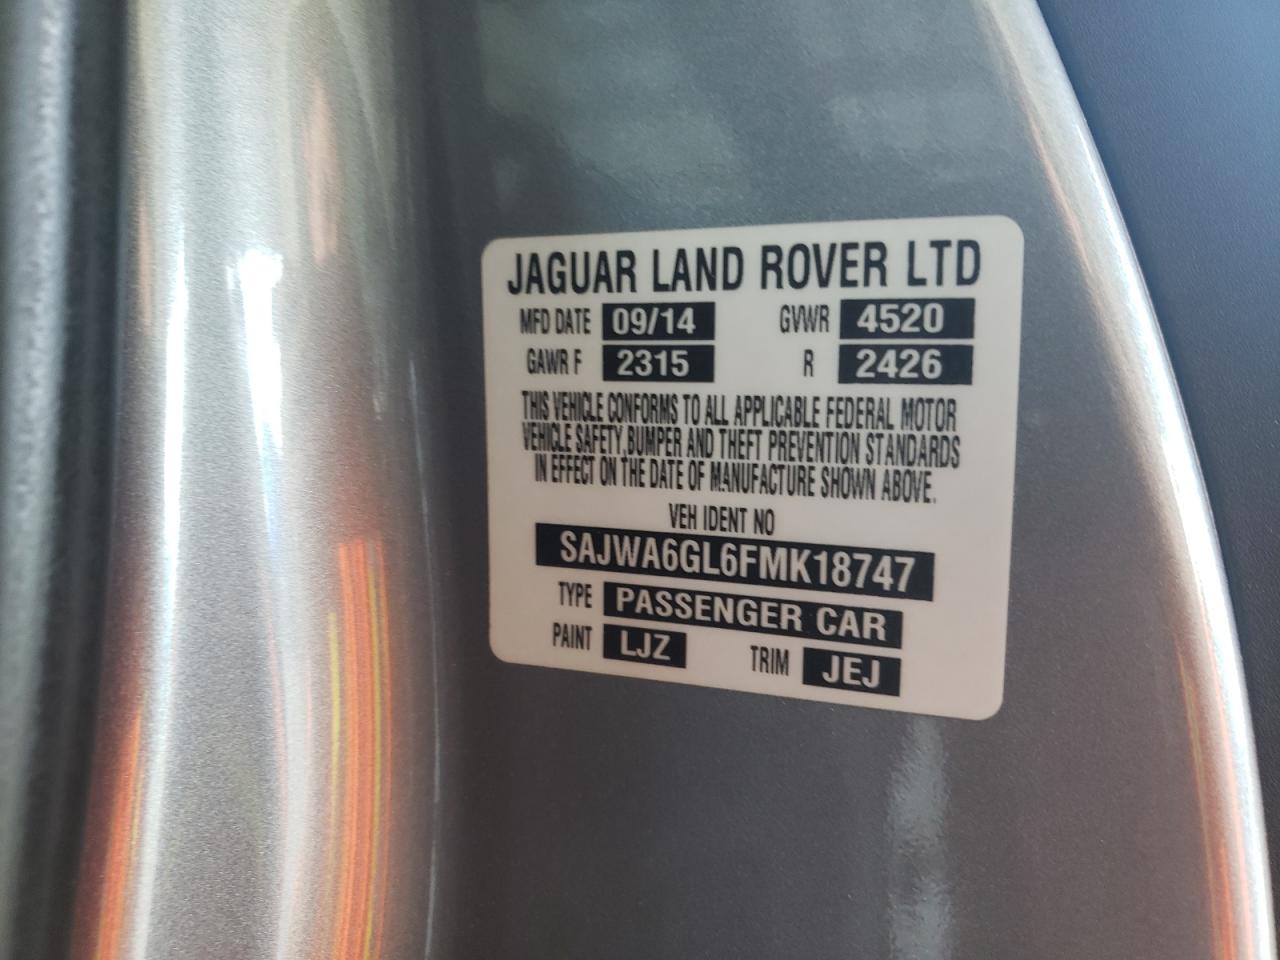 JAGUAR LAND ROVER LTD
MFD DATE 09/14 GVWR 4520
GAWR F 2315 R 2426
THIS VEHICLE CONFORMS TO ALL APPLICABLE FEDERAL MOTOR
VEHICLE SAFETY,BUMPER AND THEFT PREVENTION STANDARDS
IN EFFECT ON THE DATE OF MANUFACTURE SHOWN ABOVE.
VEH IDENT NO
SAJWA6GL6FMK18747
TYPE PASSENGER CAR
PAINT LJZ TRIM JEJ